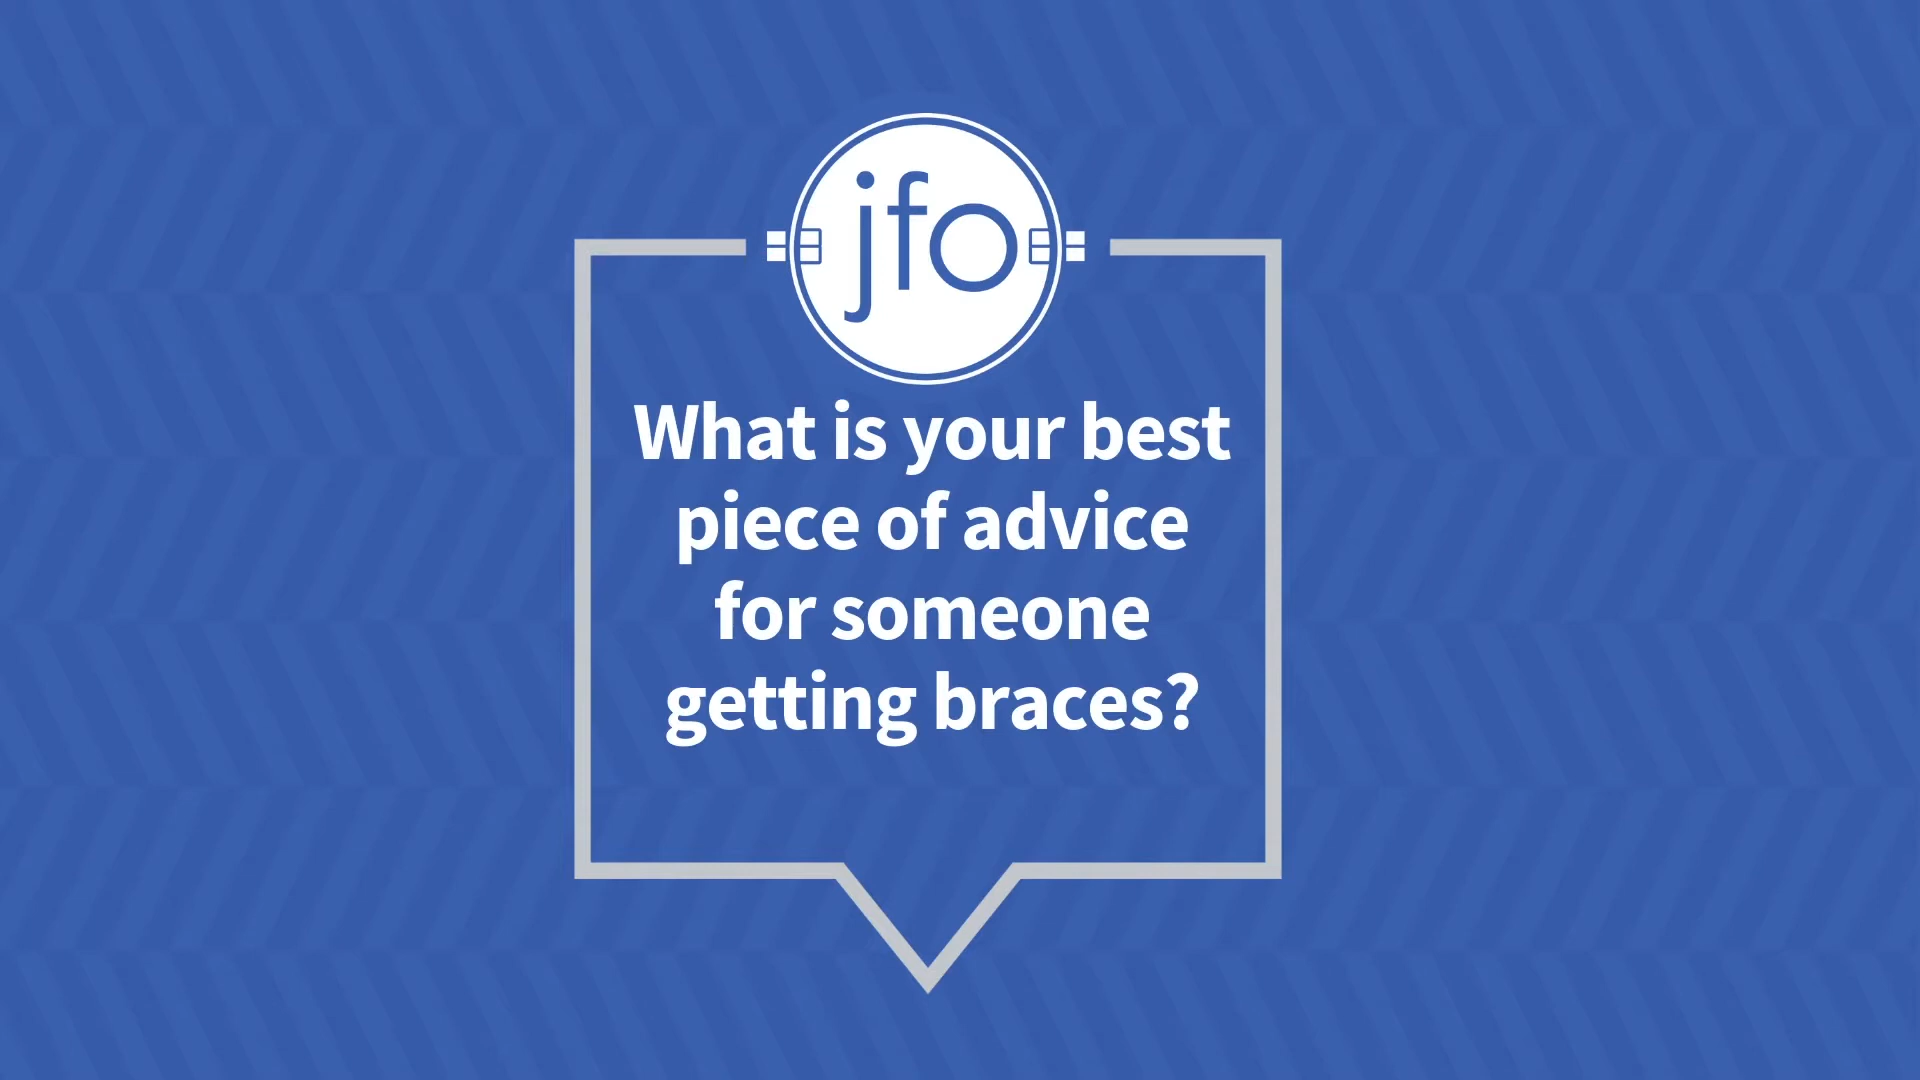 jfo
What is your best
piece of advice
for someone
getting braces?